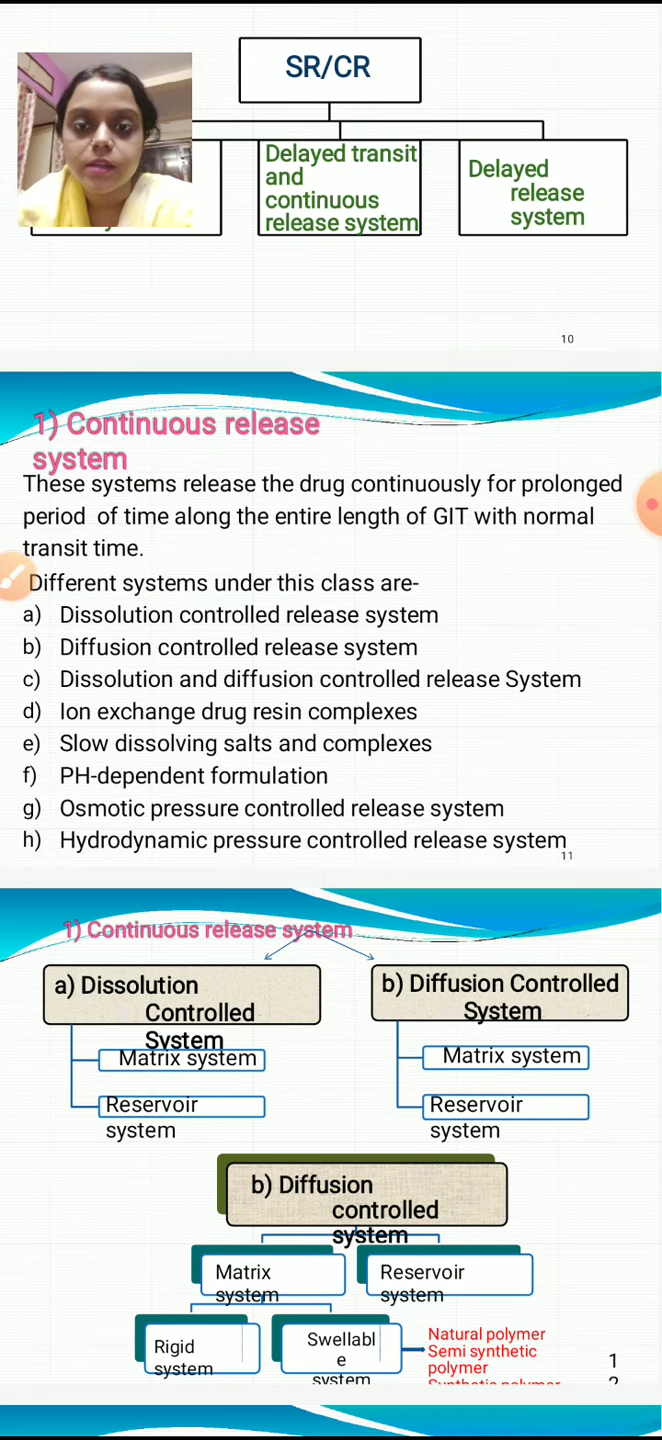 SR/CR
Delayed transit
and
continuous
release system
Delayed
release
system
10
1) Continuous release
system
These systems release the drug continuously for prolonged
period of time along the entire length of GIT with normal
transit time.
Different systems under this class are-
a) Dissolution controlled release system
b) Diffusion controlled release system
c) Dissolution and diffusion controlled release System
d) Ion exchange drug resin complexes
e) Slow dissolving salts and complexes
f) PH-dependent formulation
g) Osmotic pressure controlled release system
h) Hydrodynamic pressure controlled release system
11
1) Continuous release system
a) Dissolution
Controlled
System
Matrix system
Reservoir
system
b) Diffusion Controlled
System
Matrix system
Reservoir
system
b) Diffusion
controlled
system
Matrix
system
Reservoir
system
Rigid
system
Swellabl
e
system
Natural polymer
Semi synthetic
polymer
Synthetic polymer
1
2